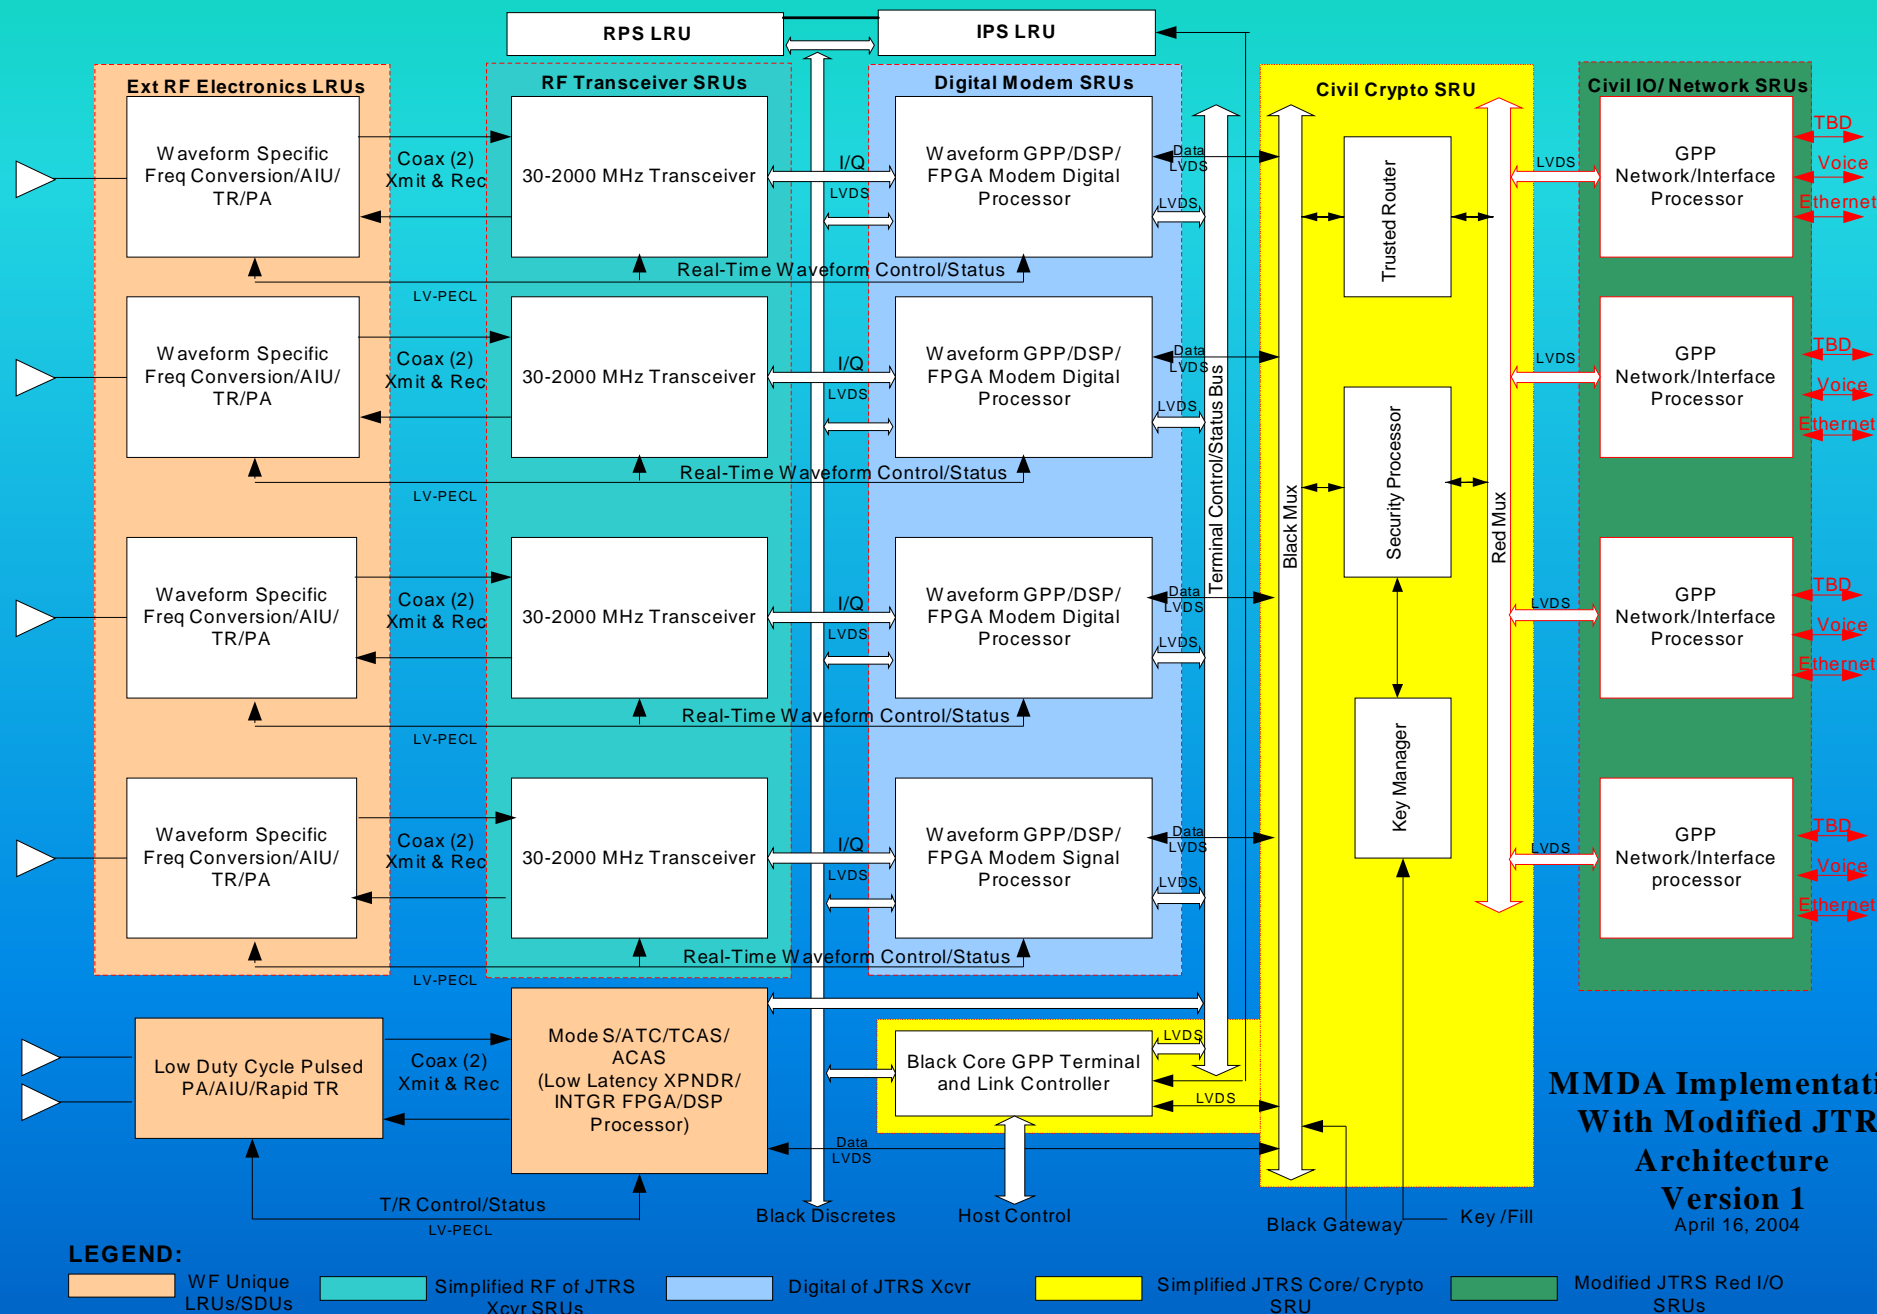 RPS LRU
IPS LRU
Ext RF Electronics LRUs
RF Transceiver SRUs
Digital Modem SRUs
Civil Crypto SRU
Civil IO/ Network SRUs
Waveform Specific
Freq Conversion/AIU/
TR/PA
Coax (2)
Xmit & Rec
30-2000 MHz Transceiver
I/Q
LVDS
Waveform GPP/DSP/
FPGA Modem Digital
Processor
Data
LVDS
LVDS
LVDS
GPP
Network/Interface
Processor
TBD
Voice
Ethernet
Real-Time Waveform Control/Status
LV-PECL
Waveform Specific
Freq Conversion/AIU/
TR/PA
Coax (2)
Xmit & Rec
30-2000 MHz Transceiver
I/Q
LVDS
Waveform GPP/DSP/
FPGA Modem Digital
Processor
Data
LVDS
LVDS
LVDS
GPP
Network/Interface
Processor
TBD
Voice
Ethernet
Real-Time Waveform Control/Status
LV-PECL
Waveform Specific
Freq Conversion/AIU/
TR/PA
Coax (2)
Xmit & Rec
30-2000 MHz Transceiver
I/Q
LVDS
Waveform GPP/DSP/
FPGA Modem Digital
Processor
Data
LVDS
LVDS
LVDS
GPP
Network/Interface
Processor
TBD
Voice
Ethernet
Real-Time Waveform Control/Status
LV-PECL
Waveform Specific
Freq Conversion/AIU/
TR/PA
Coax (2)
Xmit & Rec
30-2000 MHz Transceiver
I/Q
LVDS
Waveform GPP/DSP/
FPGA Modem Signal
Processor
Data
LVDS
LVDS
LVDS
GPP
Network/Interface
processor
TBD
Voice
Ethernet
Real-Time Waveform Control/Status
LV-PECL
Terminal Control/Status Bus
Black Mux
Trusted Router
Security Processor
Key Manager
Red Mux
Low Duty Cycle Pulsed
PA/AIU/Rapid TR
Coax (2)
Xmit & Rec
Mode S/ATC/TCAS/
ACAS
(Low Latency XPNDR/
INTGR FPGA/DSP
Processor)
Black Core GPP Terminal
and Link Controller
LVDS
LVDS
Data
LVDS
T/R Control/Status
LV-PECL
Black Discretes
Host Control
Black Gateway
Key /Fill
MMDA Implementati
With Modified JTR
Architecture
Version 1
April 16, 2004
LEGEND:
WF Unique
LRUs/SDUs
Simplified RF of JTRS
Xcvr SRUs
Digital of JTRS Xcvr
Simplified JTRS Core/ Crypto
SRU
Modified JTRS Red I/O
SRUs